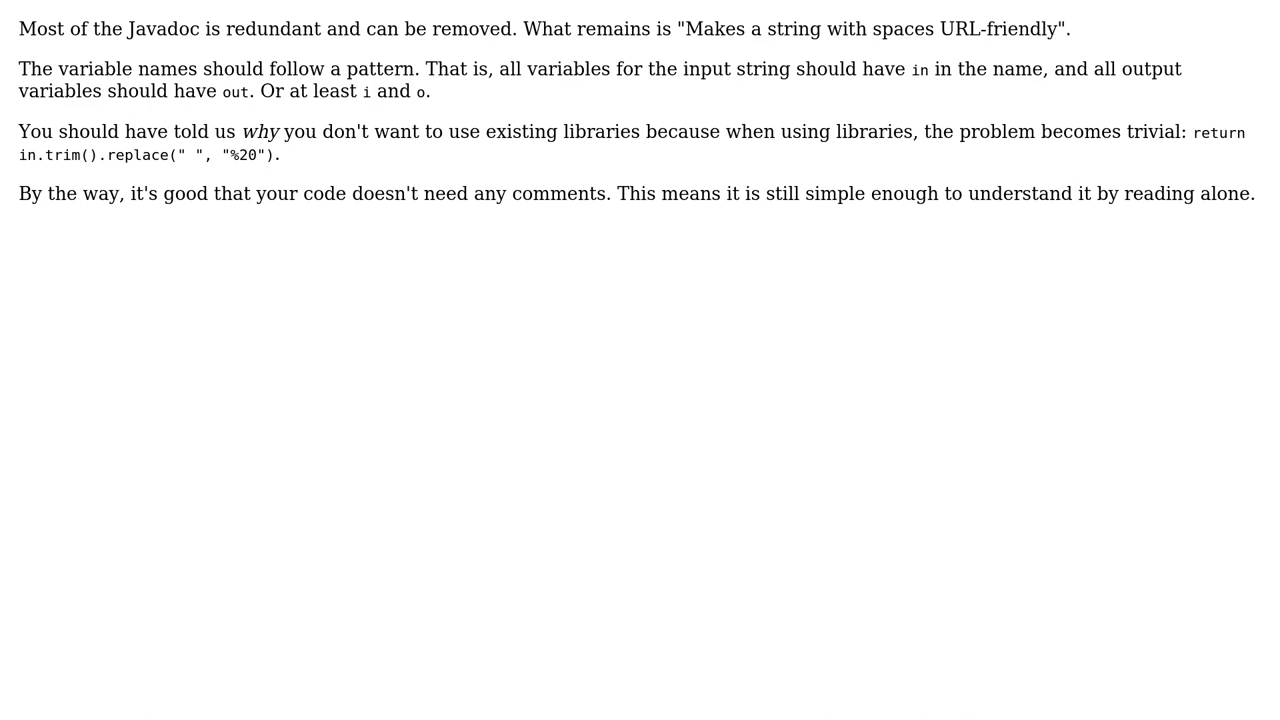 Most of the Javadoc is redundant and can be removed. What remains is "Makes a string with spaces URL-friendly".
The variable names should follow a pattern. That is, all variables for the input string should have in in the name, and all output
variables should have out. Or at least i and o.
You should have told us why you don't want to use existing libraries because when using libraries, the problem becomes trivial: return
in.trim().replace(" ", "%20").
By the way, it's good that your code doesn't need any comments. This means it is still simple enough to understand it by reading alone.